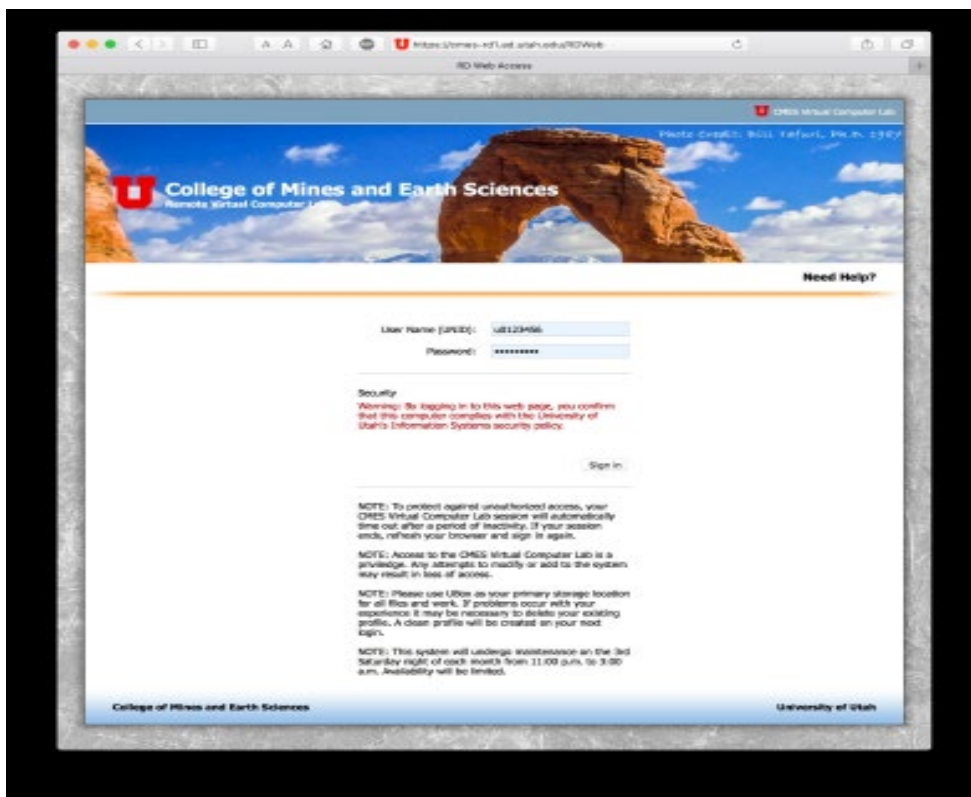 A A
RD Web Access
U CMES Virtual Computer Lab
Photo Credit: Bill
U College of Mines and Earth Sciences
Remote Virtual Computer
Need Help?
User Name (UNID): u0123456
Password: •••••••••
Security
Warning: By logging in to this web page, you confirm
that this computer complies with the University of
Utah's Information Systems security policy.
Sign in
NOTE: To protect against unauthorized access, your
CMES Virtual Computer Lab session will automatically
time out after a period of inactivity. If your session
ends, refresh your browser and sign in again.
NOTE: Access to the CMES Virtual Computer Lab is a
priviledge. Any attempts to modify or add to the system
may result in loss of access.
NOTE: Please use UBox as your primary storage location
for all files and work. If problems occur with your
experience it may be necessary to delete your existing
profile. A clean profile will be created on your next
login.
NOTE: This system will undergo maintenance on the 3rd
Saturday night of each month from 11:00 p.m. to 3:00
a.m. Availability will be limited.
College of Mines and Earth Sciences
University of Utah